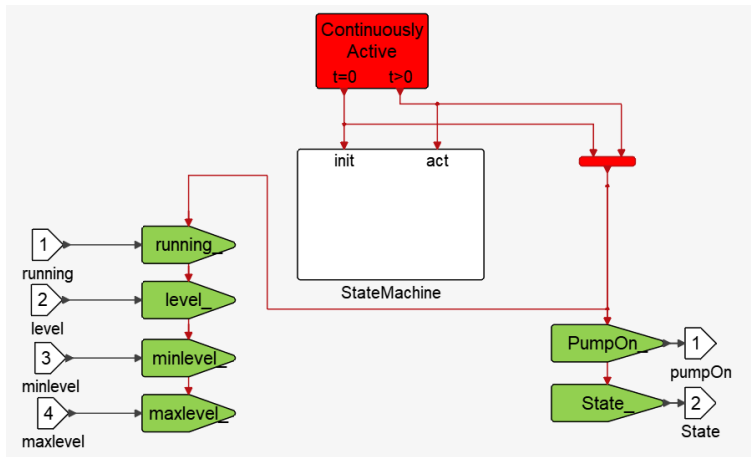 Continuously
Active
t=0 t>0
init act
StateMachine
1
running
running_
2
level
level_
3
minlevel
minlevel_
4
maxlevel
maxlevel_
PumpOn_
1
pumpOn
State_
2
State